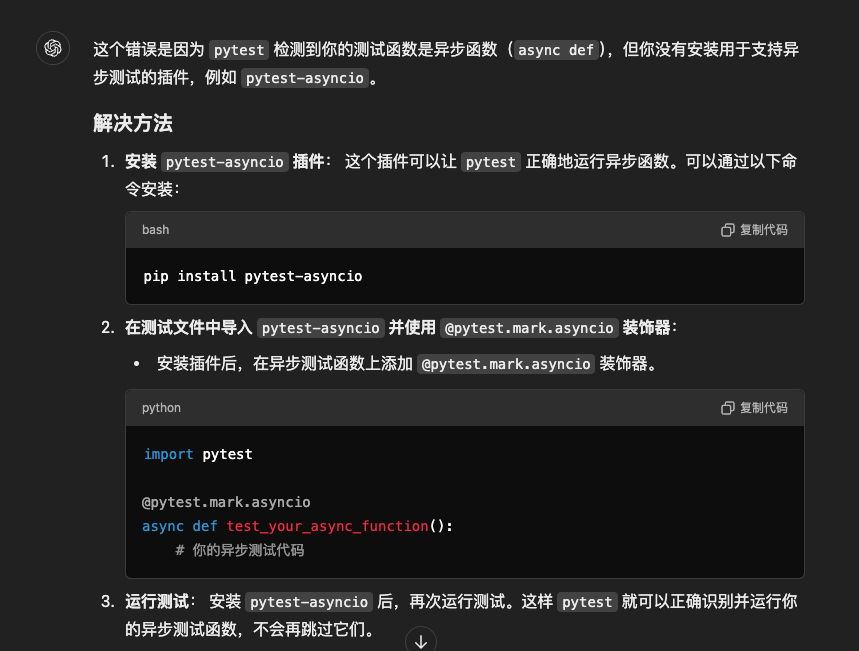 这个错误是因为 pytest 检测到你的测试函数是异步函数（async def），但你没有安装用于支持异
步测试的插件，例如 pytest-asyncio。
解决方法
1. 安装 pytest-asyncio 插件： 这个插件可以让 pytest 正确地运行异步函数。可以通过以下命
令安装：
bash 复制代码
pip install pytest-asyncio
2. 在测试文件中导入 pytest-asyncio 并使用 @pytest.mark.asyncio 装饰器：
• 安装插件后，在异步测试函数上添加 @pytest.mark.asyncio 装饰器。
python 复制代码
import pytest
@pytest.mark.asyncio
async def test_your_async_function():
# 你的异步测试代码
3. 运行测试： 安装 pytest-asyncio 后，再次运行测试。这样 pytest 就可以正确识别并运行你
的异步测试函数，不会再跳过它们。